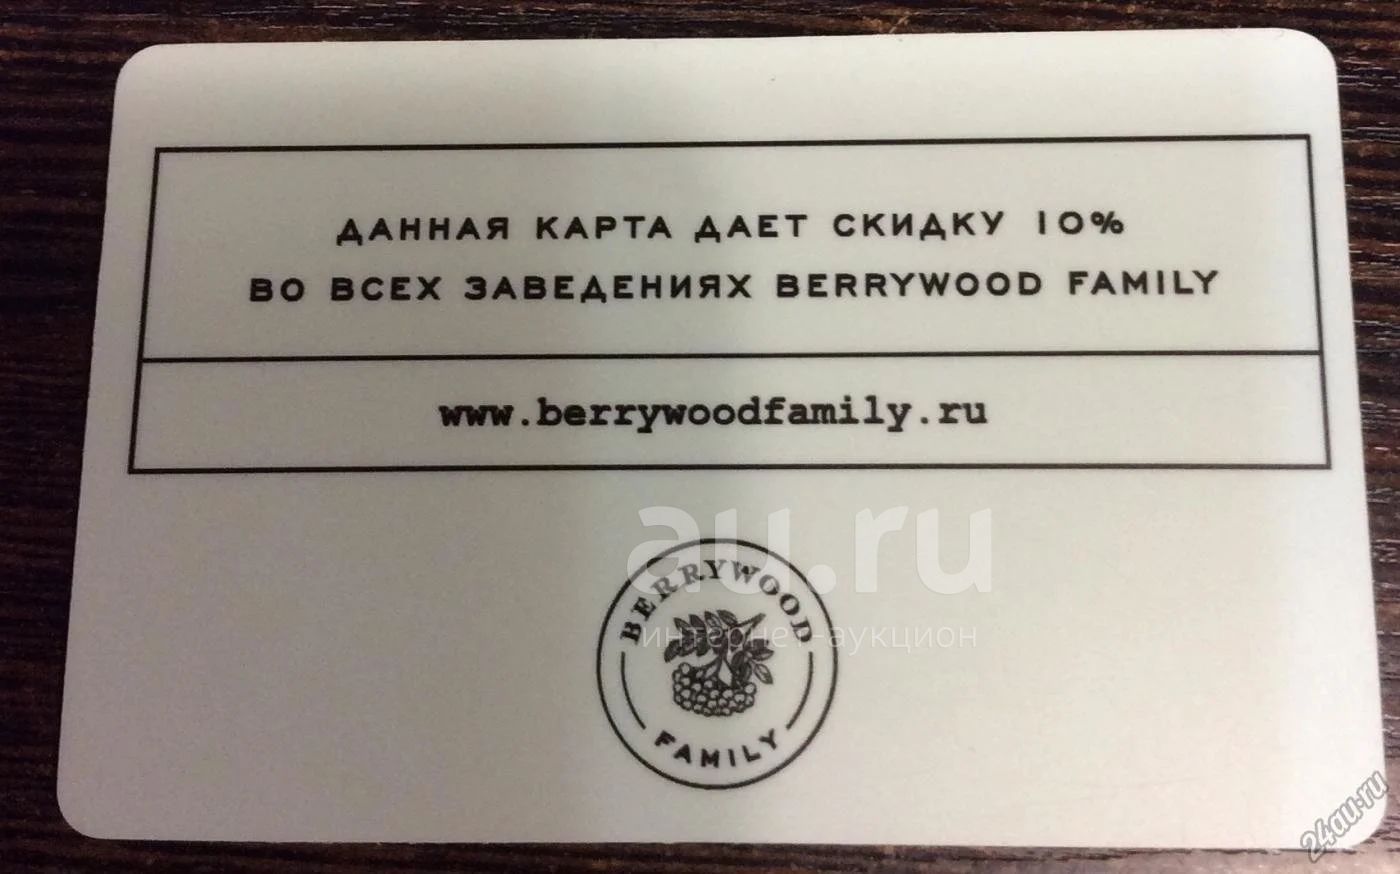 ДАННАЯ КАРТА ДАЕТ СКИДКУ 10%
ВО ВСЕХ ЗАВЕДЕНИЯХ BERRYWOOD FAMILY
www.berrywoodfamily.ru
au.ru
интернет-аукцион
BERRYWOOD
FAMILY
24au.ru